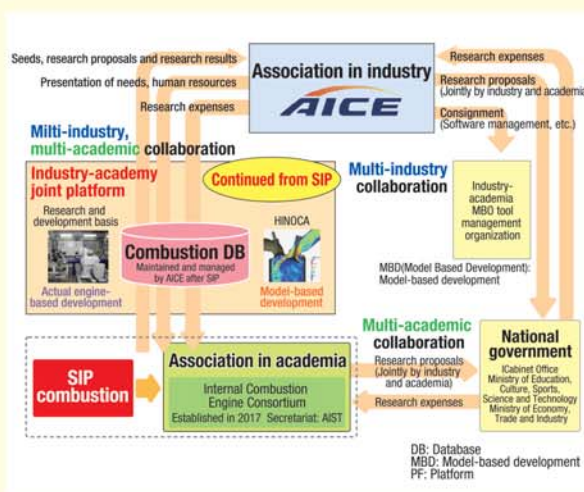 Seeds, research proposals and research results
Presentation of needs, human resources
Research expenses
Association in industry
AICE
Research expenses
Research proposals
(Jointly by industry and academia
Consignment
(Software management, etc.)
Milti-industry,
multi-academic collaboration
Industry-academy
joint platform
Continued from SIP
Research and
development basis
Actual engine-
based development
Combustion DB
Maintained and managed
by AICE after SIP
HINOCA
Model-based
development
Multi-industry
collaboration
Industry-
academia
MBO tool
management
organization
MBD(Model Based Development):
Model-based development
SIP
combustion
Association in academia
Internal Combustion
Engine Consortium
Established in 2017 Secretariat: AIST
Multi-academic
collaboration
Research proposals
(Jointly by industry
and academia)
Research expenses
National
government
ICabinet Office
Ministry of Education,
Culture, Sports,
Science and Technology
Ministry of Economy,
Trade and Industry
DB: Database
MBD: Model-based development
PF: Platform